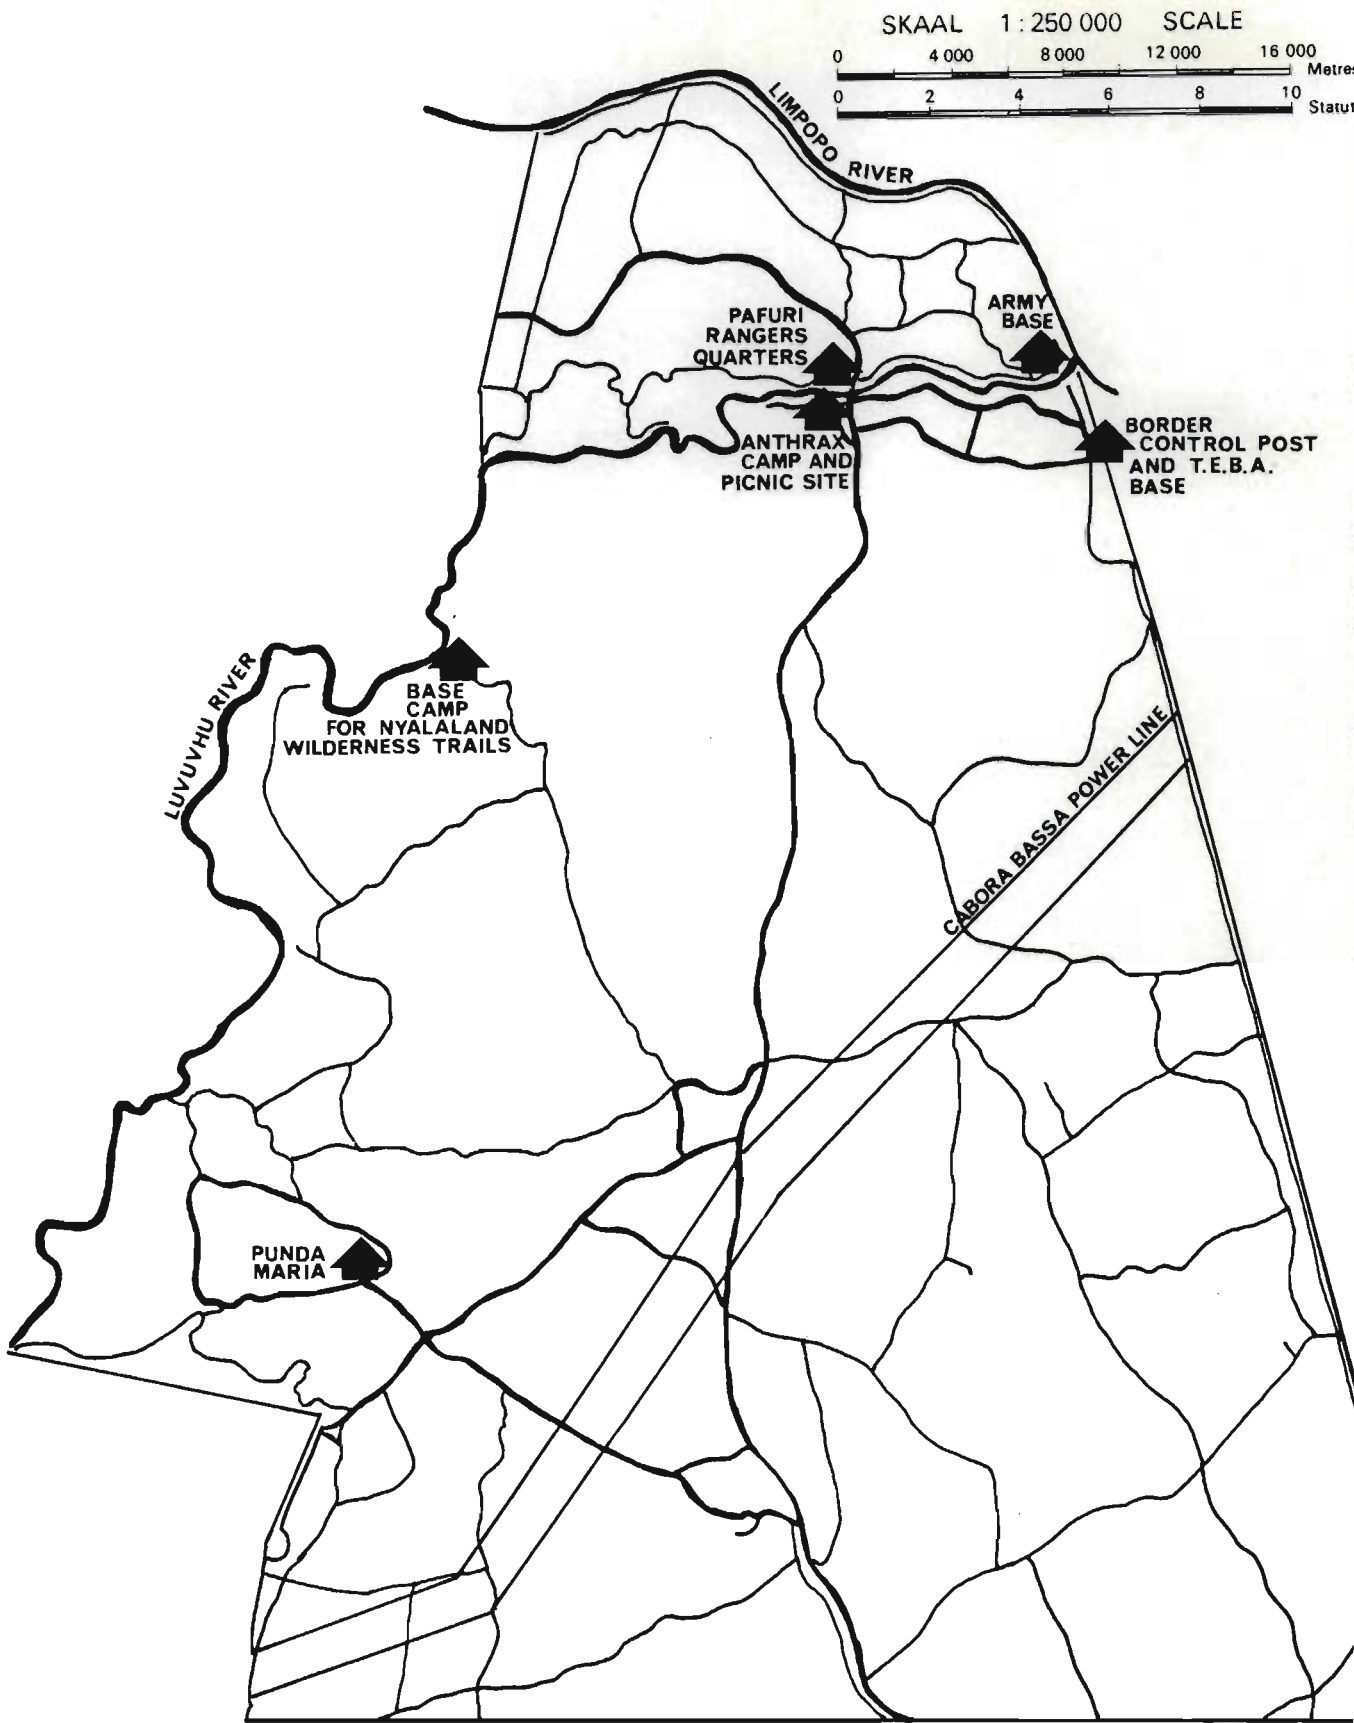 SKAAL 1 : 250 000 SCALE
0 4 000 8 000 12 000 16 000
Metres
0 2 4 6 8 10
Statut
LIMPOPO RIVER
PAFURI
RANGERS
QUARTERS
ARMY
BASE
ANTHRAX
CAMP AND
PICNIC SITE
BORDER
CONTROL POST
AND T.E.B.A.
BASE
LUVUVHU RIVER
BASE
CAMP
FOR NYALALAND
WILDERNESS TRAILS
CABORA BASSA POWER LINE
PUNDA
MARIA